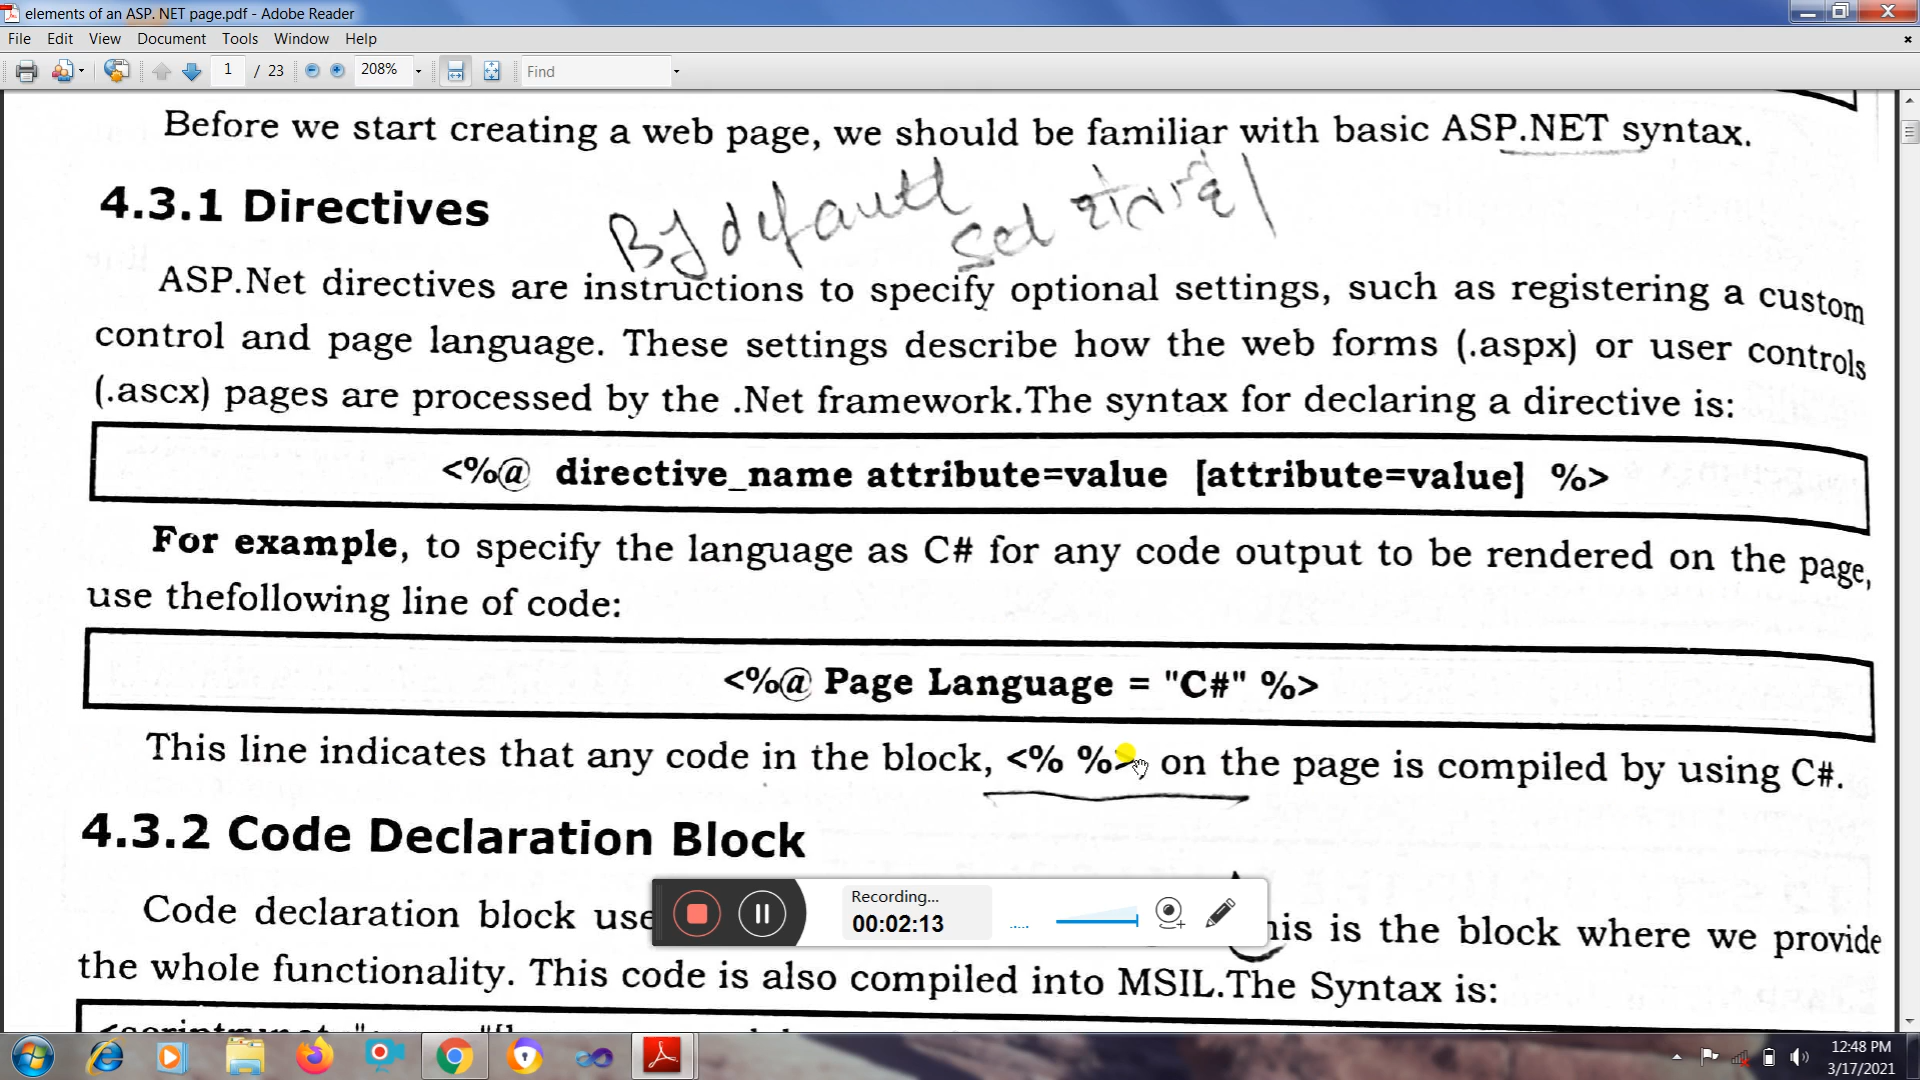 elements of an ASP. NET page.pdf - Adobe Reader
File Edit View Document Tools Window Help
1 / 23 208% Find
Before we start creating a web page, we should be familiar with basic ASP.NET syntax.
4.3.1 Directives
By default
set
ASP.Net directives are instructions to specify optional settings, such as registering a custom
control and page language. These settings describe how the web forms (.aspx) or user controls
(.ascx) pages are processed by the .Net framework.The syntax for declaring a directive is:
<%@ directive_name attribute=value [attribute=value] %>
For example, to specify the language as C# for any code output to be rendered on the page,
use thefollowing line of code:
<%@ Page Language = "C#" %>
This line indicates that any code in the block, <% %> on the page is compiled by using C#.
4.3.2 Code Declaration Block
Code declaration block use
his is the block where we provide
the whole functionality. This code is also compiled into MSIL.The Syntax is:
Recording...
00:02:13
12:48 PM
3/17/2021